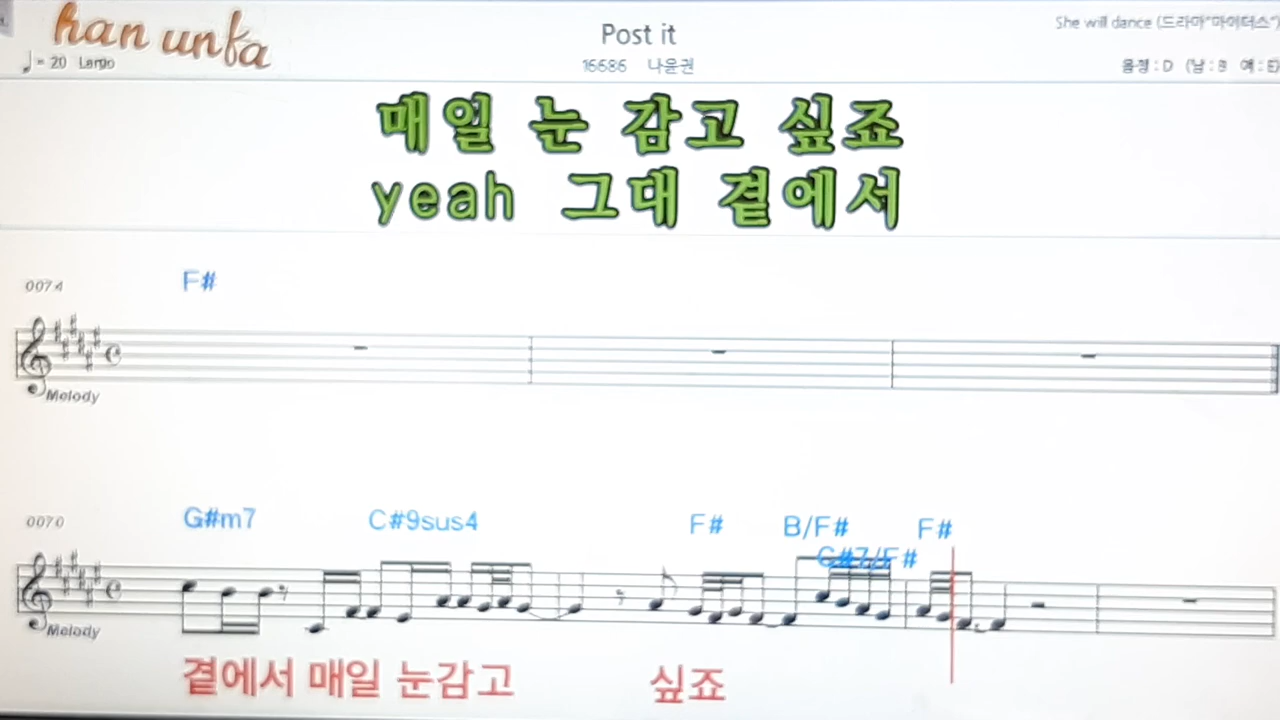 han unfa
Post it
She will dance (드라마"마이더스")
♩= 20 Largo
16686 나윤권
음정 : D (남 : B 여 : E)
매일 눈 감고 싶죠
yeah 그대 곁에서
0074
F#
Melody
0070
G#m7 C#9sus4 F# B/F# C#7/F# F#
Melody
곁에서 매일 눈감고 싶죠